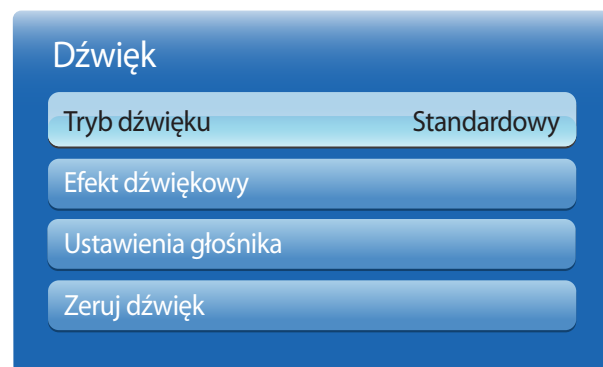 Dźwięk
Tryb dźwięku Standardowy
Efekt dźwiękowy
Ustawienia głośnika
Zeruj dźwięk